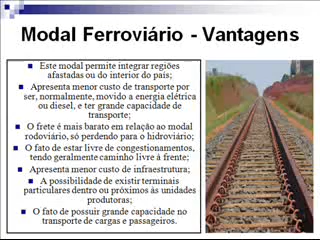 Modal Ferroviário - Vantagens
Este modal permite integrar regiões
afastadas ou do interior do país;
Apresenta menor custo de transporte por
ser, normalmente, movido a energia elétrica
ou diesel, e ter grande capacidade de
transporte;
O frete é mais barato em relação ao modal
rodoviário, só perdendo para o hidroviário;
O fato de estar livre de congestionamentos,
tendo geralmente caminho livre à frente;
Apresenta menor custo de infraestrutura;
A possibilidade de existir terminais
particulares dentro ou próximos às unidade
produtoras;
O fato de possuir grande capacidade no
transporte de cargas e passageiros.